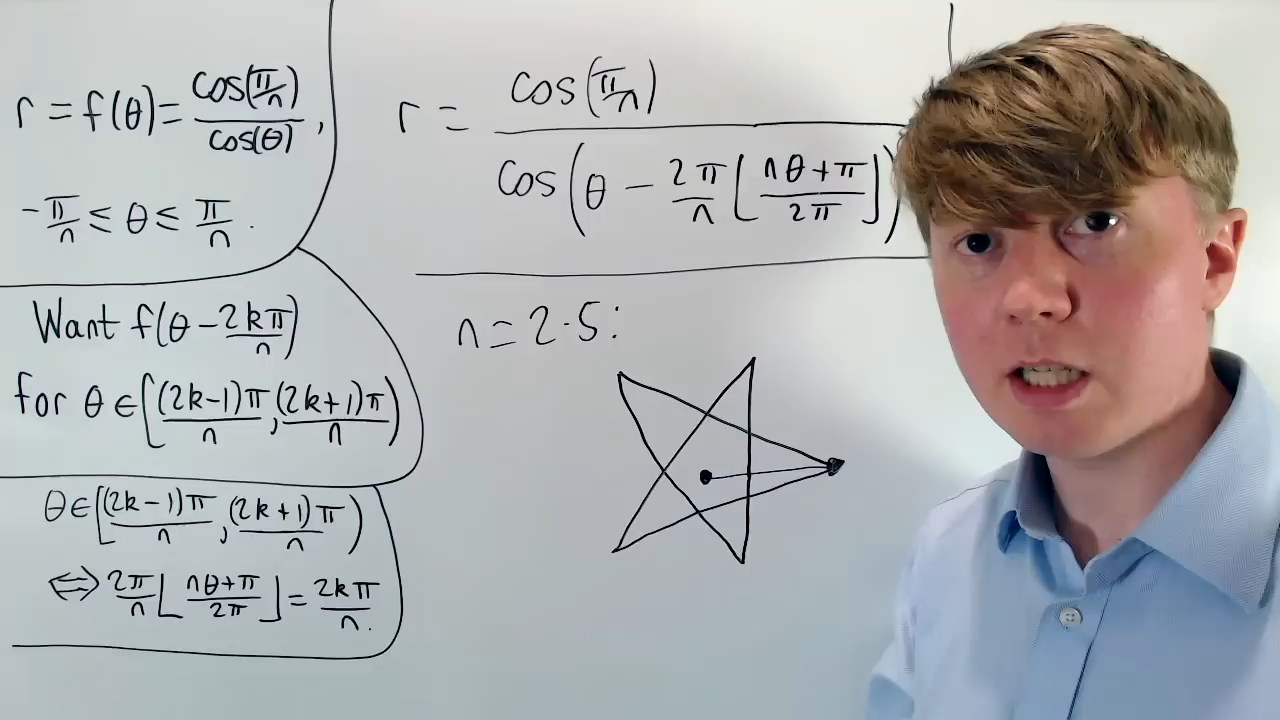 r = f(θ) = cos(π/n)/cos(θ) ,
-π/n ≤ θ ≤ π/n .
Want f(θ - 2kπ/n)
for θ ∈ [(2k-1)π/n , (2k+1)π/n)
θ ∈ [(2k-1)π/n , (2k+1)π/n)
⟺ 2π/n ⌊(nθ+π)/2π⌋ = 2kπ/n .
r = cos(π/n)/cos(θ - 2π/n ⌊(nθ+π)/2π⌋)
n = 2·5 :